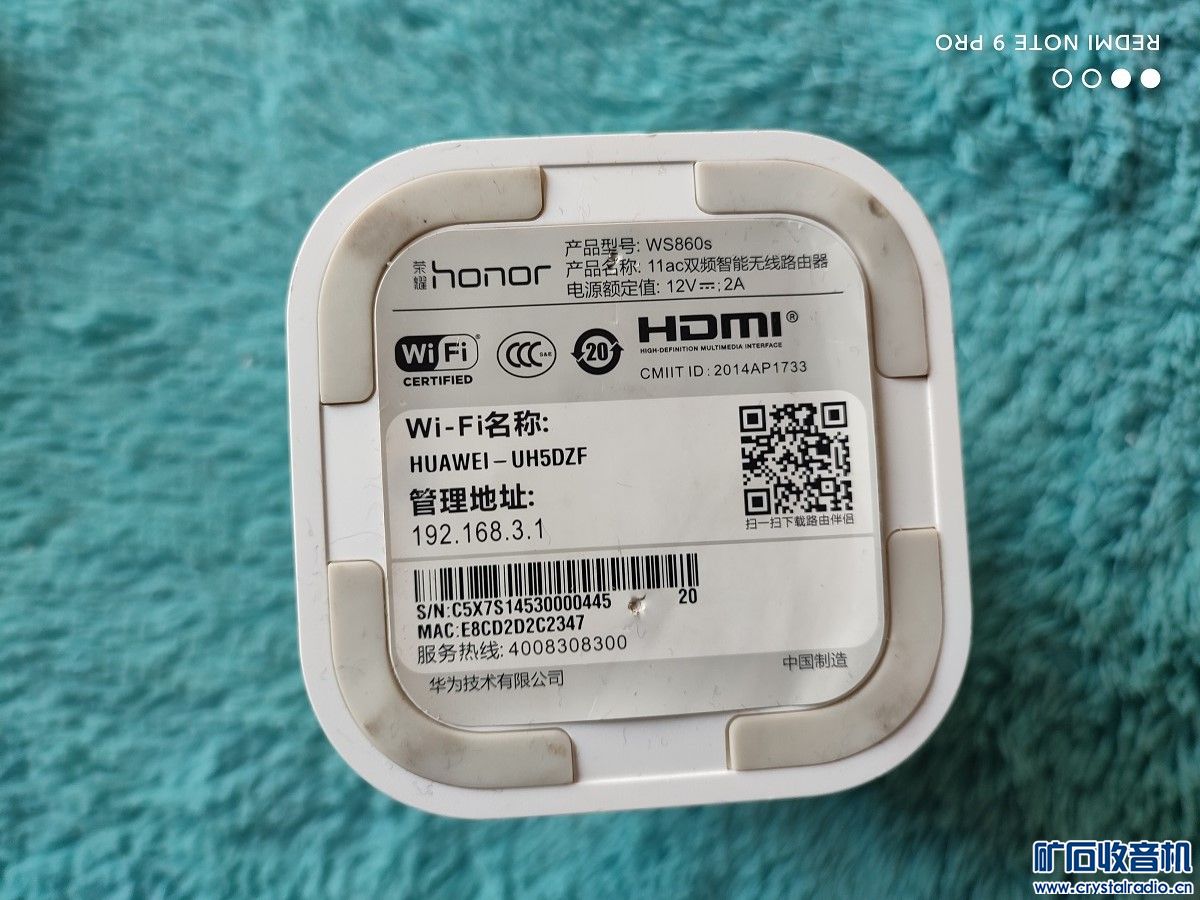 REDMI NOTE 9 PRO
荣耀 honor
产品型号: WS860s
产品名称: 11ac双频智能无线路由器
电源额定值: 12V⎓; 2A
Wi Fi®
CERTIFIED
CCC S&E
20
HDMI®
HIGH-DEFINITION MULTIMEDIA INTERFACE
CMIIT ID: 2014AP1733
Wi-Fi名称:
HUAWEI-UH5DZF
管理地址:
192.168.3.1
扫一扫下载路由伴侣
S/N:C5X7S14530000445 20
MAC:E8CD2D2C2347
服务热线: 4008308300
华为技术有限公司
中国制造
矿石收音机
www.crystalradio.cn